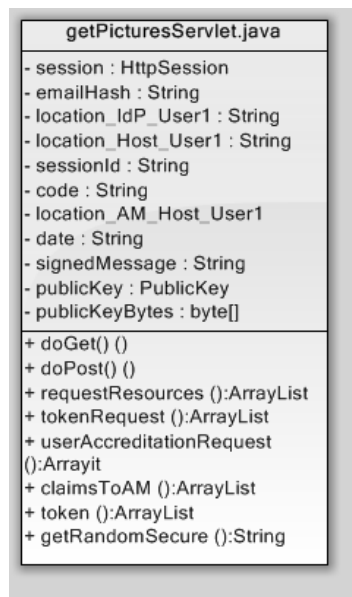 getPicturesServlet.java
- session : HttpSession
- emailHash : String
- location_IdP_User1 : String
- location_Host_User1 : String
- sessionId : String
- code : String
- location_AM_Host_User1
- date : String
- signedMessage : String
- publicKey : PublicKey
- publicKeyBytes : byte[]
+ doGet() ()
+ doPost() ()
+ requestResources ():ArrayList
+ tokenRequest ():ArrayList
+ userAccreditationRequest
():Arrayit
+ claimsToAM ():ArrayList
+ token ():ArrayList
+ getRandomSecure ():String